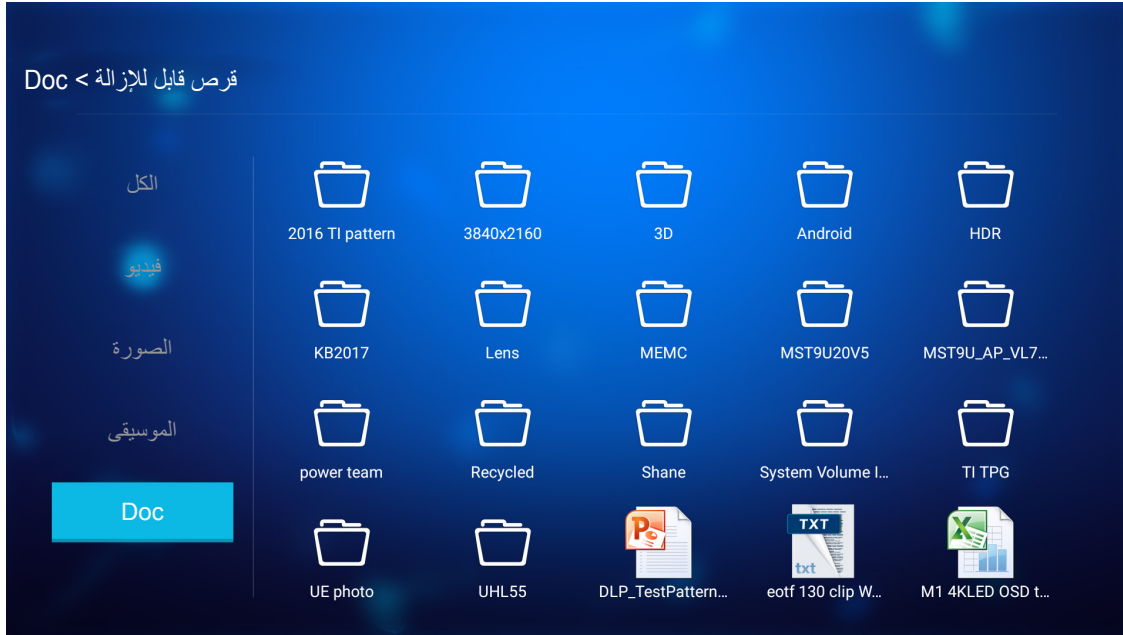 قرص قابل للإزالة > Doc
الكل
فيديو
الصورة
الموسيقى
Doc
2016 TI pattern
3840x2160
3D
Android
HDR
KB2017
Lens
MEMC
MST9U20V5
MST9U_AP_VL7...
power team
Recycled
Shane
System Volume I...
TI TPG
UE photo
UHL55
DLP_TestPattern...
TXT
txt
eotf 130 clip W...
M1 4KLED OSD t...